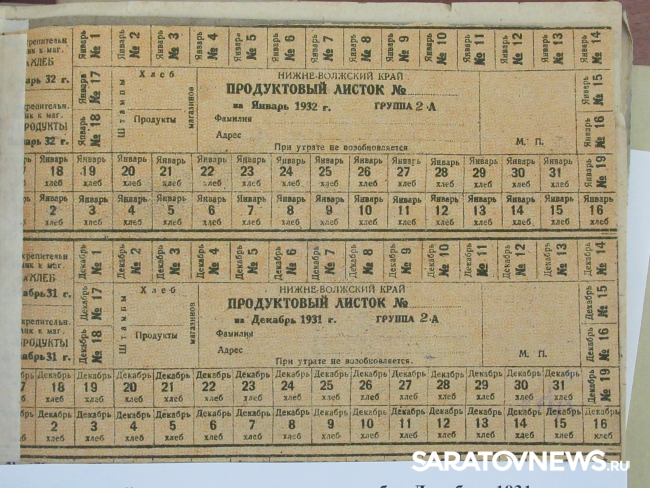 Январь № 1 Январь № 2 Январь № 3 Январь № 4 Январь № 5 Январь № 6 Январь № 7 Январь № 8 Январь № 9 Январь № 10 Январь № 11 Январь № 12 Январь № 13 Январь № 14
Январь № 17 Январь № 15
Январь № 18 Январь № 16
Январь № 19
ХЛЕБ
32 г.
ПРОДУКТЫ
32 г.
Штампы магазинов
Хлеб
Продукты
НИЖНЕ-ВОЛЖСКИЙ КРАЙ
ПРОДУКТОВЫЙ ЛИСТОК №
на Январь 1932 г. ГРУППА 2-А
Фамилия
Адрес
При утрате не возобновляется
М. П.
Январь Январь Январь Январь Январь Январь Январь Январь Январь Январь Январь Январь Январь Январь
18 19 20 21 22 23 24 25 26 27 28 29 30 31
хлеб хлеб хлеб хлеб хлеб хлеб хлеб хлеб хлеб хлеб хлеб хлеб хлеб хлеб
Январь Январь Январь Январь Январь Январь Январь Январь Январь Январь Январь Январь Январь Январь Январь
2 3 4 5 6 7 8 9 10 11 12 13 14 15 16
хлеб хлеб хлеб хлеб хлеб хлеб хлеб хлеб хлеб хлеб хлеб хлеб хлеб хлеб хлеб
Декабрь № 1 Декабрь № 2 Декабрь № 3 Декабрь № 4 Декабрь № 5 Декабрь № 6 Декабрь № 7 Декабрь № 8 Декабрь № 9 Декабрь № 10 Декабрь № 11 Декабрь № 12 Декабрь № 13 Декабрь № 14
Декабрь № 17 Декабрь № 15
Декабрь № 18 Декабрь № 16
Декабрь № 19
ХЛЕБ
31 г.
31 г.
Штампы магазинов
Хлеб
Продукты
НИЖНЕ-ВОЛЖСКИЙ КРАЙ
ПРОДУКТОВЫЙ ЛИСТОК №
на Декабрь 1931 г. ГРУППА 2-А
Фамилия
Адрес
При утрате не возобновляется.
М. П.
Декабрь Декабрь Декабрь Декабрь Декабрь Декабрь Декабрь Декабрь Декабрь Декабрь Декабрь Декабрь Декабрь Декабрь
18 19 20 21 22 23 24 25 26 27 28 29 30 31
хлеб хлеб хлеб хлеб хлеб хлеб хлеб хлеб хлеб хлеб хлеб хлеб хлеб хлеб
Декабрь Декабрь Декабрь Декабрь Декабрь Декабрь Декабрь Декабрь Декабрь Декабрь Декабрь Декабрь Декабрь Декабрь Декабрь
2 3 4 5 6 7 8 9 10 11 12 13 14 15 16
хлеб хлеб хлеб хлеб хлеб хлеб хлеб хлеб хлеб хлеб хлеб хлеб хлеб хлеб хлеб
SARATOVNEWS.RU